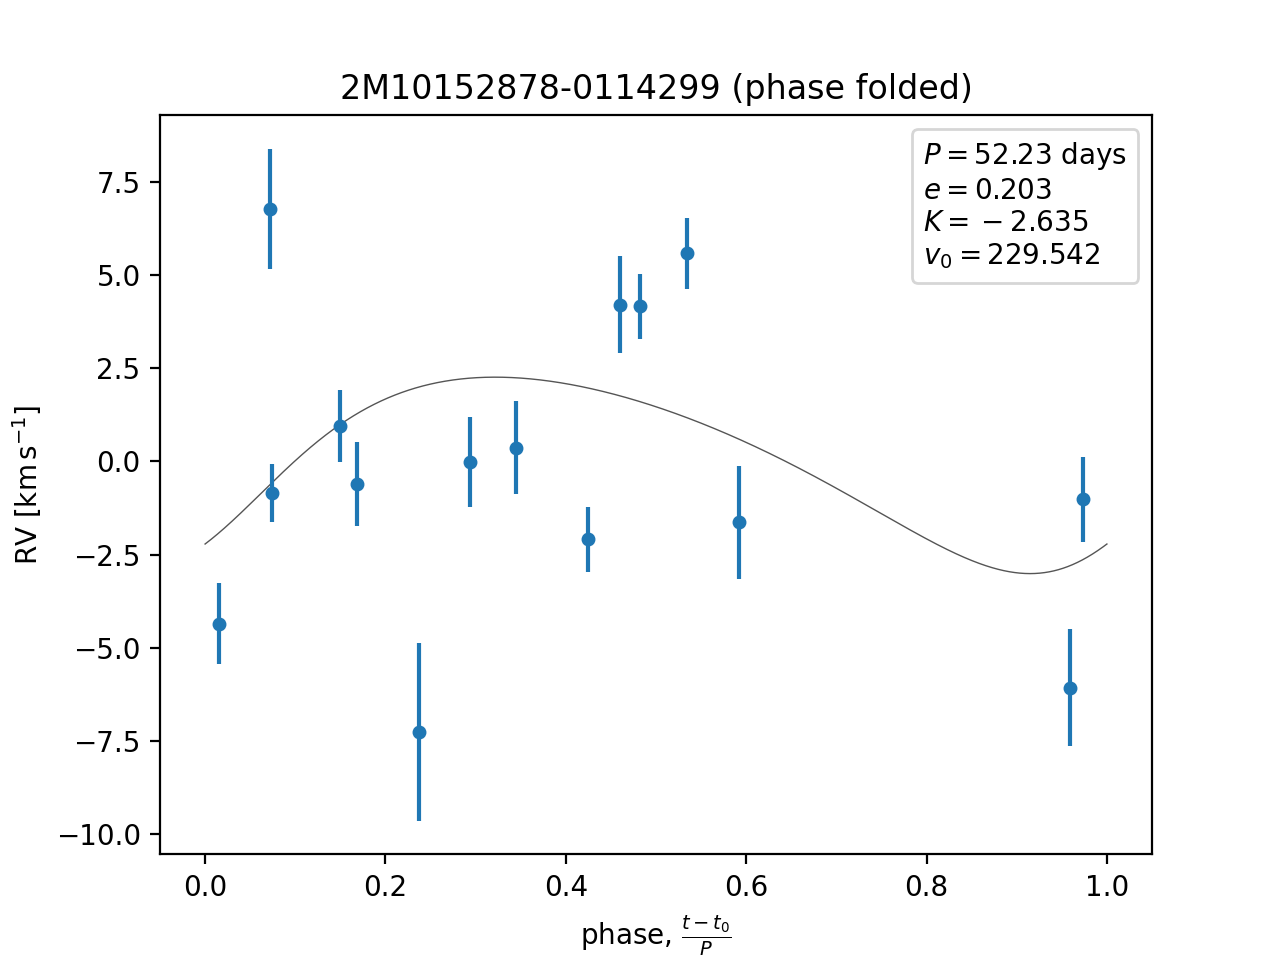 2M10152878-0114299 (phase folded)
P = 52.23 days
e = 0.203
K = −2.635
v₀ = 229.542
RV [km s⁻¹]
7.5
5.0
2.5
0.0
−2.5
−5.0
−7.5
−10.0
0.0 0.2 0.4 0.6 0.8 1.0
phase, (t − t₀)/P